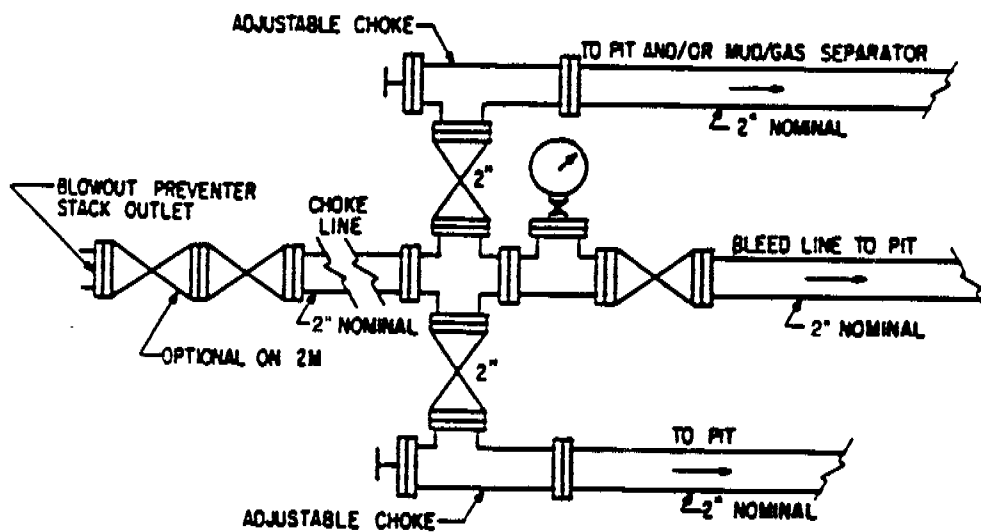 ADJUSTABLE CHOKE
TO PIT AND/OR MUD/GAS SEPARATOR
2" NOMINAL
2"
BLOWOUT PREVENTER
STACK OUTLET
CHOKE
LINE
BLEED LINE TO PIT
2" NOMINAL
2" NOMINAL
OPTIONAL ON 2M
2"
TO PIT
ADJUSTABLE CHOKE
2" NOMINAL